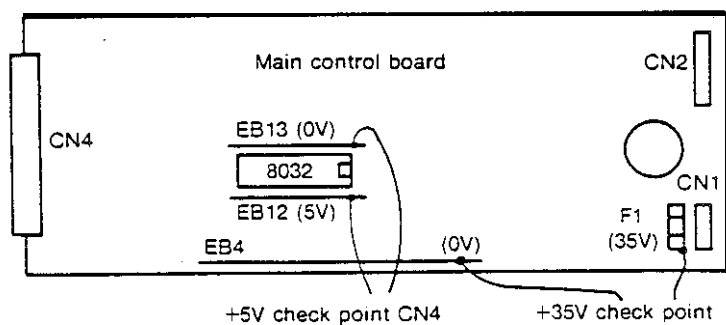 Main control board
CN2
EB13 (0V)
CN4
8032
CN1
EB12 (5V)
F1
(35V)
EB4
(0V)
+5V check point CN4
+35V check point